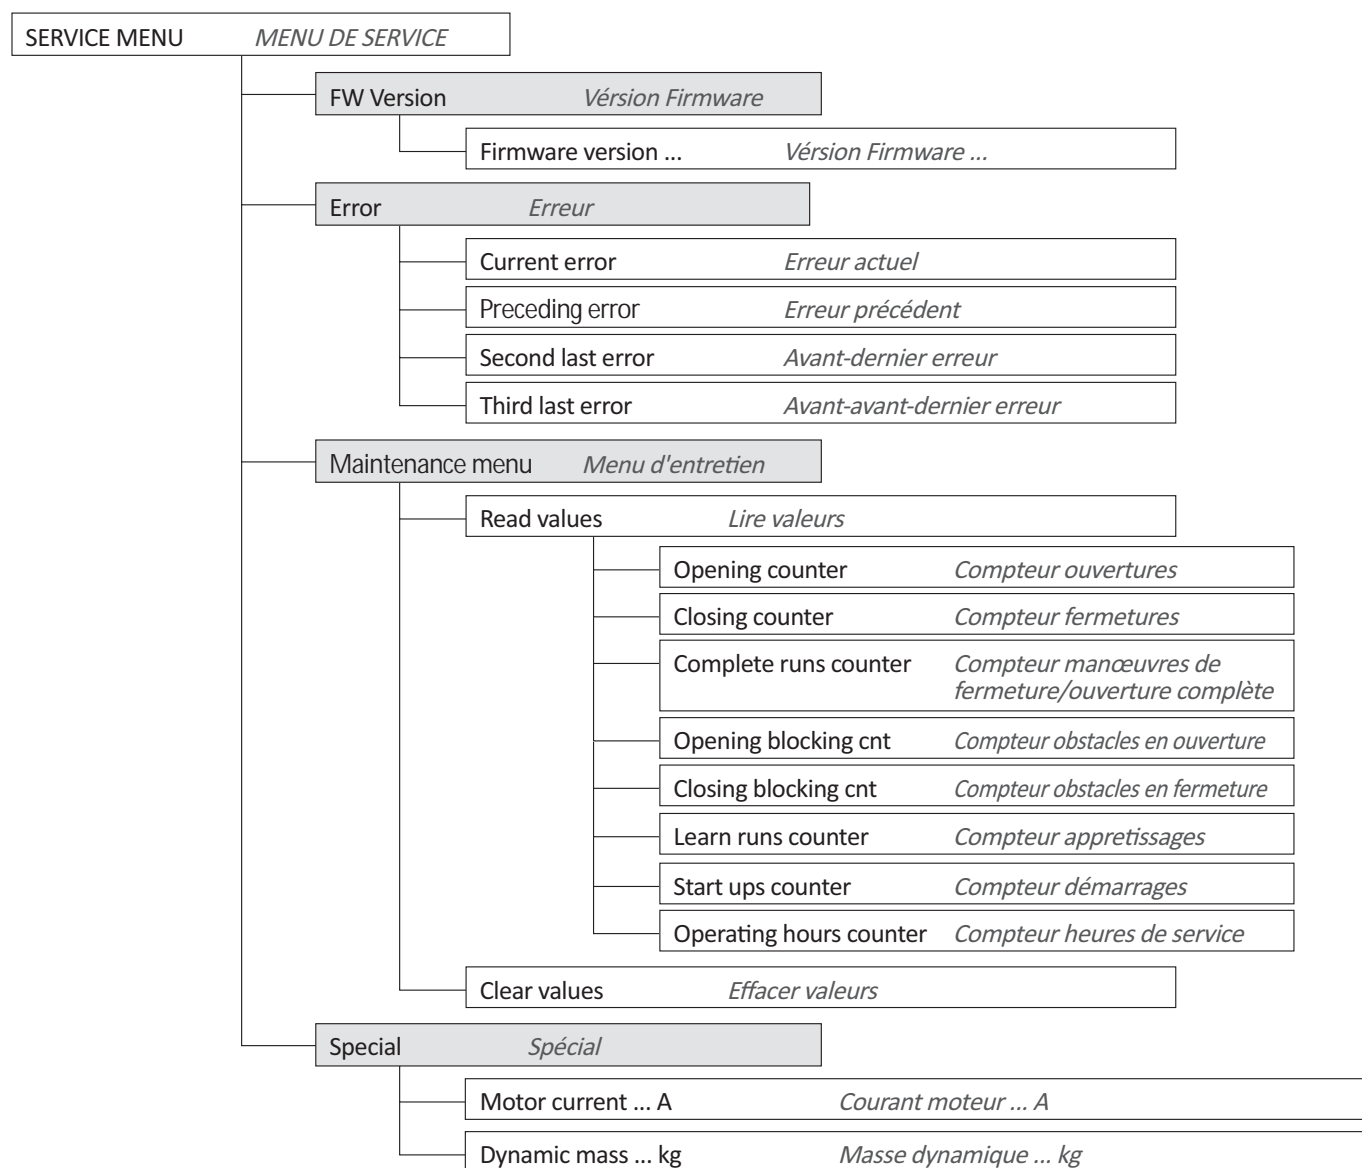 SERVICE MENU MENU DE SERVICE
FW Version Vérsion Firmware
Firmware version ... Vérsion Firmware ...
Error Erreur
Current error Erreur actuel
Preceding error Erreur précédent
Second last error Avant-dernier erreur
Third last error Avant-avant-dernier erreur
Maintenance menu Menu d'entretien
Read values Lire valeurs
Opening counter Compteur ouvertures
Closing counter Compteur fermetures
Complete runs counter Compteur manœuvres de
fermeture/ouverture complète
Opening blocking cnt Compteur obstacles en ouverture
Closing blocking cnt Compteur obstacles en fermeture
Learn runs counter Compteur appretissages
Start ups counter Compteur démarrages
Operating hours counter Compteur heures de service
Clear values Effacer valeurs
Special Spécial
Motor current ... A Courant moteur ... A
Dynamic mass ... kg Masse dynamique ... kg